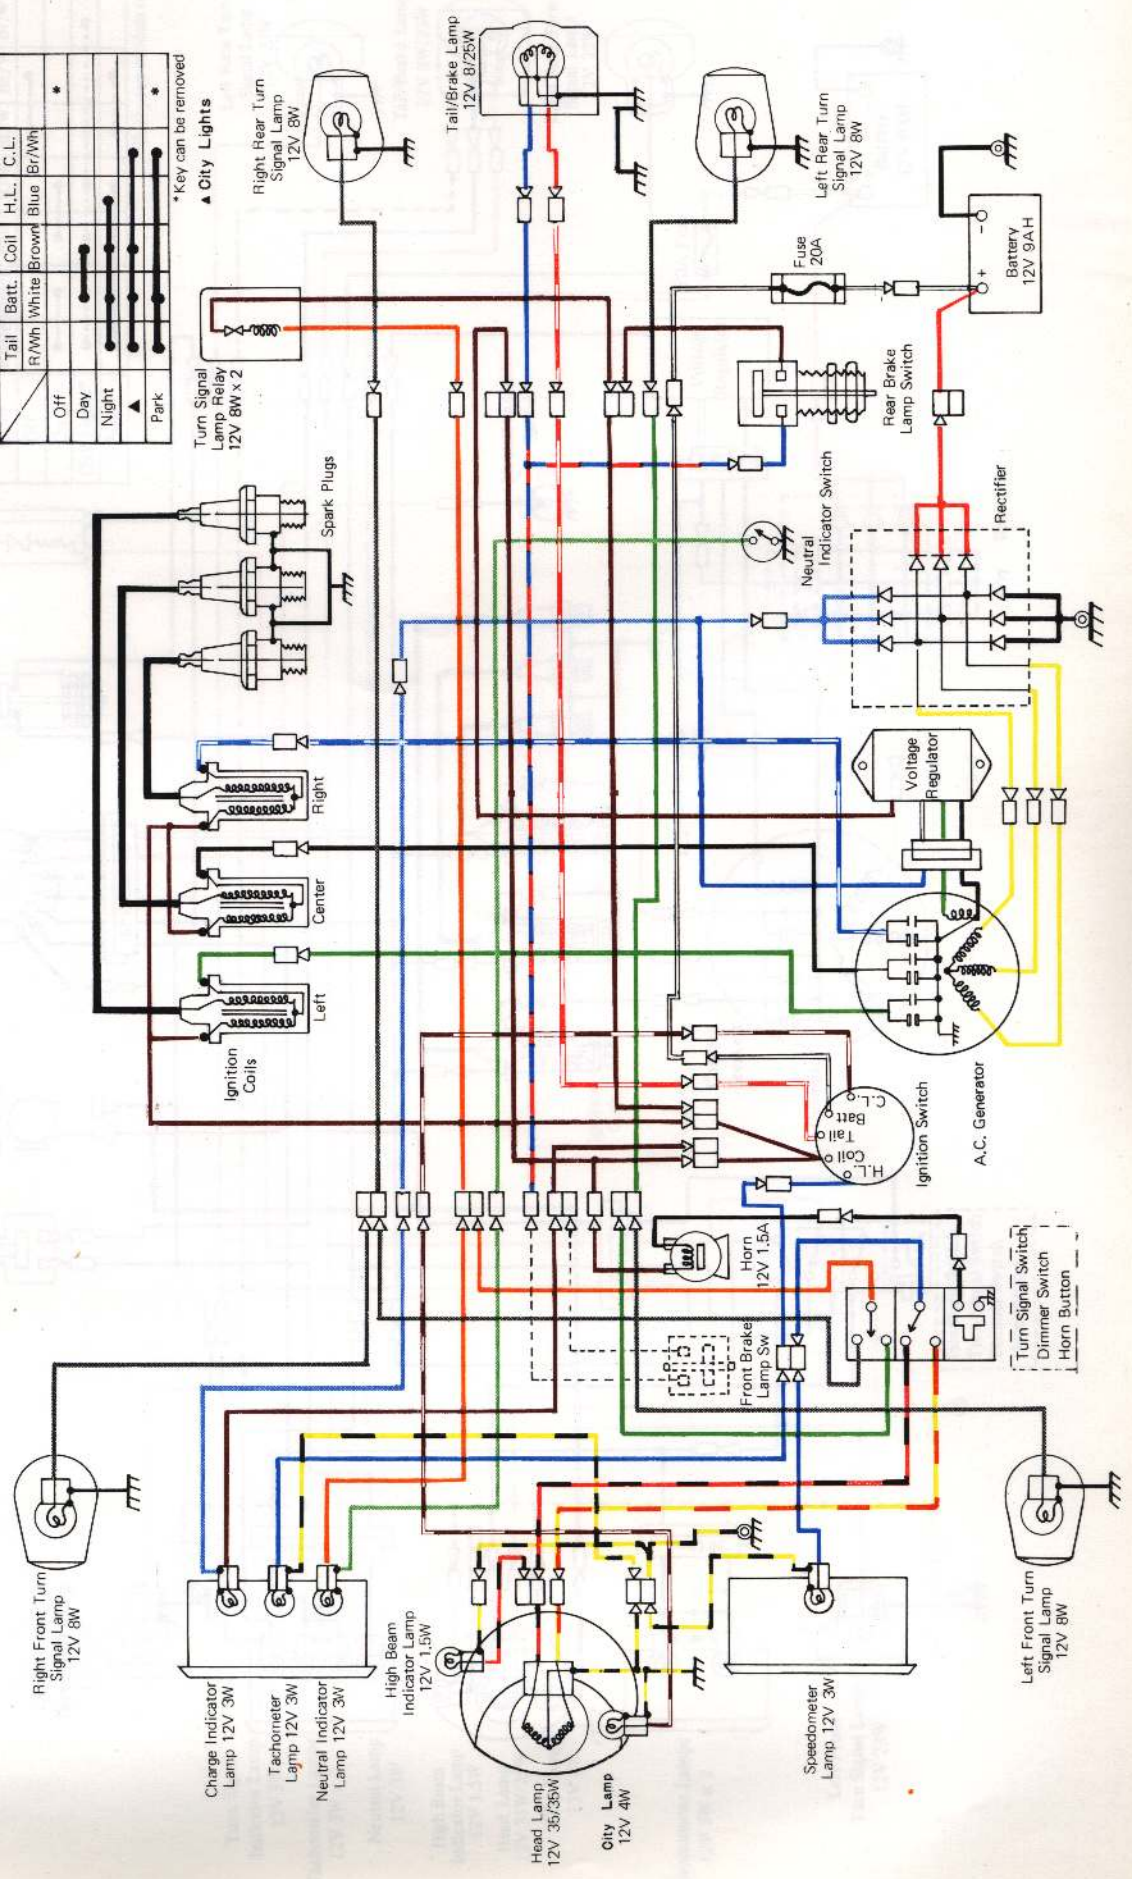 Tail Batt. Coil H.L. C.L.
R/Wh White Brown Blue Br/Wh
Off *
Day
Night
▲
Park *
*Key can be removed
▲ City Lights
Right Rear Turn
Signal Lamp
12V 8W
Tail/Brake Lamp
12V 8/25W
Left Rear Turn
Signal Lamp
12V 8W
Turn Signal
Lamp Relay
12V 8W x 2
Fuse
20A
+ -
Battery
12V 9AH
Rear Brake
Lamp Switch
Spark Plugs
Neutral
Indicator Switch
Rectifier
Right
Center
Left
Ignition
Coils
Voltage
Regulator
A.C. Generator
C.L.
Batt
Tail
Coil
H.L.
Ignition Switch
Horn
12V 1.5A
Front Brake
Lamp Sw
Turn Signal Switch
Dimmer Switch
Horn Button
Right Front Turn
Signal Lamp
12V 8W
Charge Indicator
Lamp 12V 3W
Tachometer
Lamp 12V 3W
Neutral Indicator
Lamp 12V 3W
High Beam
Indicator Lamp
12V 1.5W
Head Lamp
12V 35/35W
City Lamp
12V 4W
Speedometer
Lamp 12V 3W
Left Front Turn
Signal Lamp
12V 8W